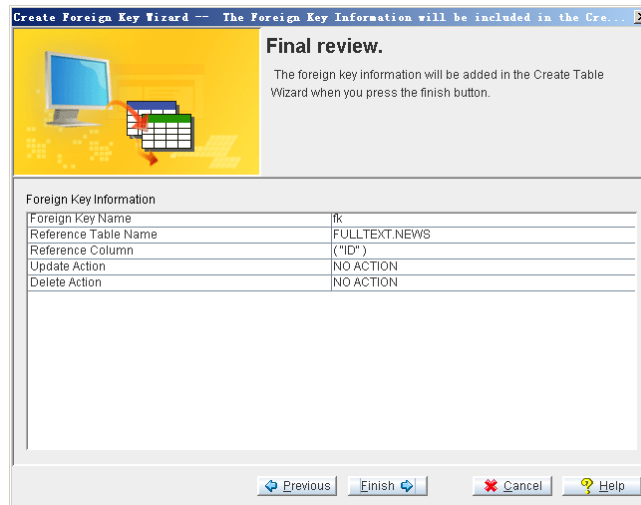 Create Foreign Key Wizard -- The Foreign Key Information will be included in the Cre...
Final review.
The foreign key information will be added in the Create Table
Wizard when you press the finish button.
Foreign Key Information
Foreign Key Name fk
Reference Table Name FULLTEXT.NEWS
Reference Column ( "ID" )
Update Action NO ACTION
Delete Action NO ACTION
Previous Finish Cancel Help